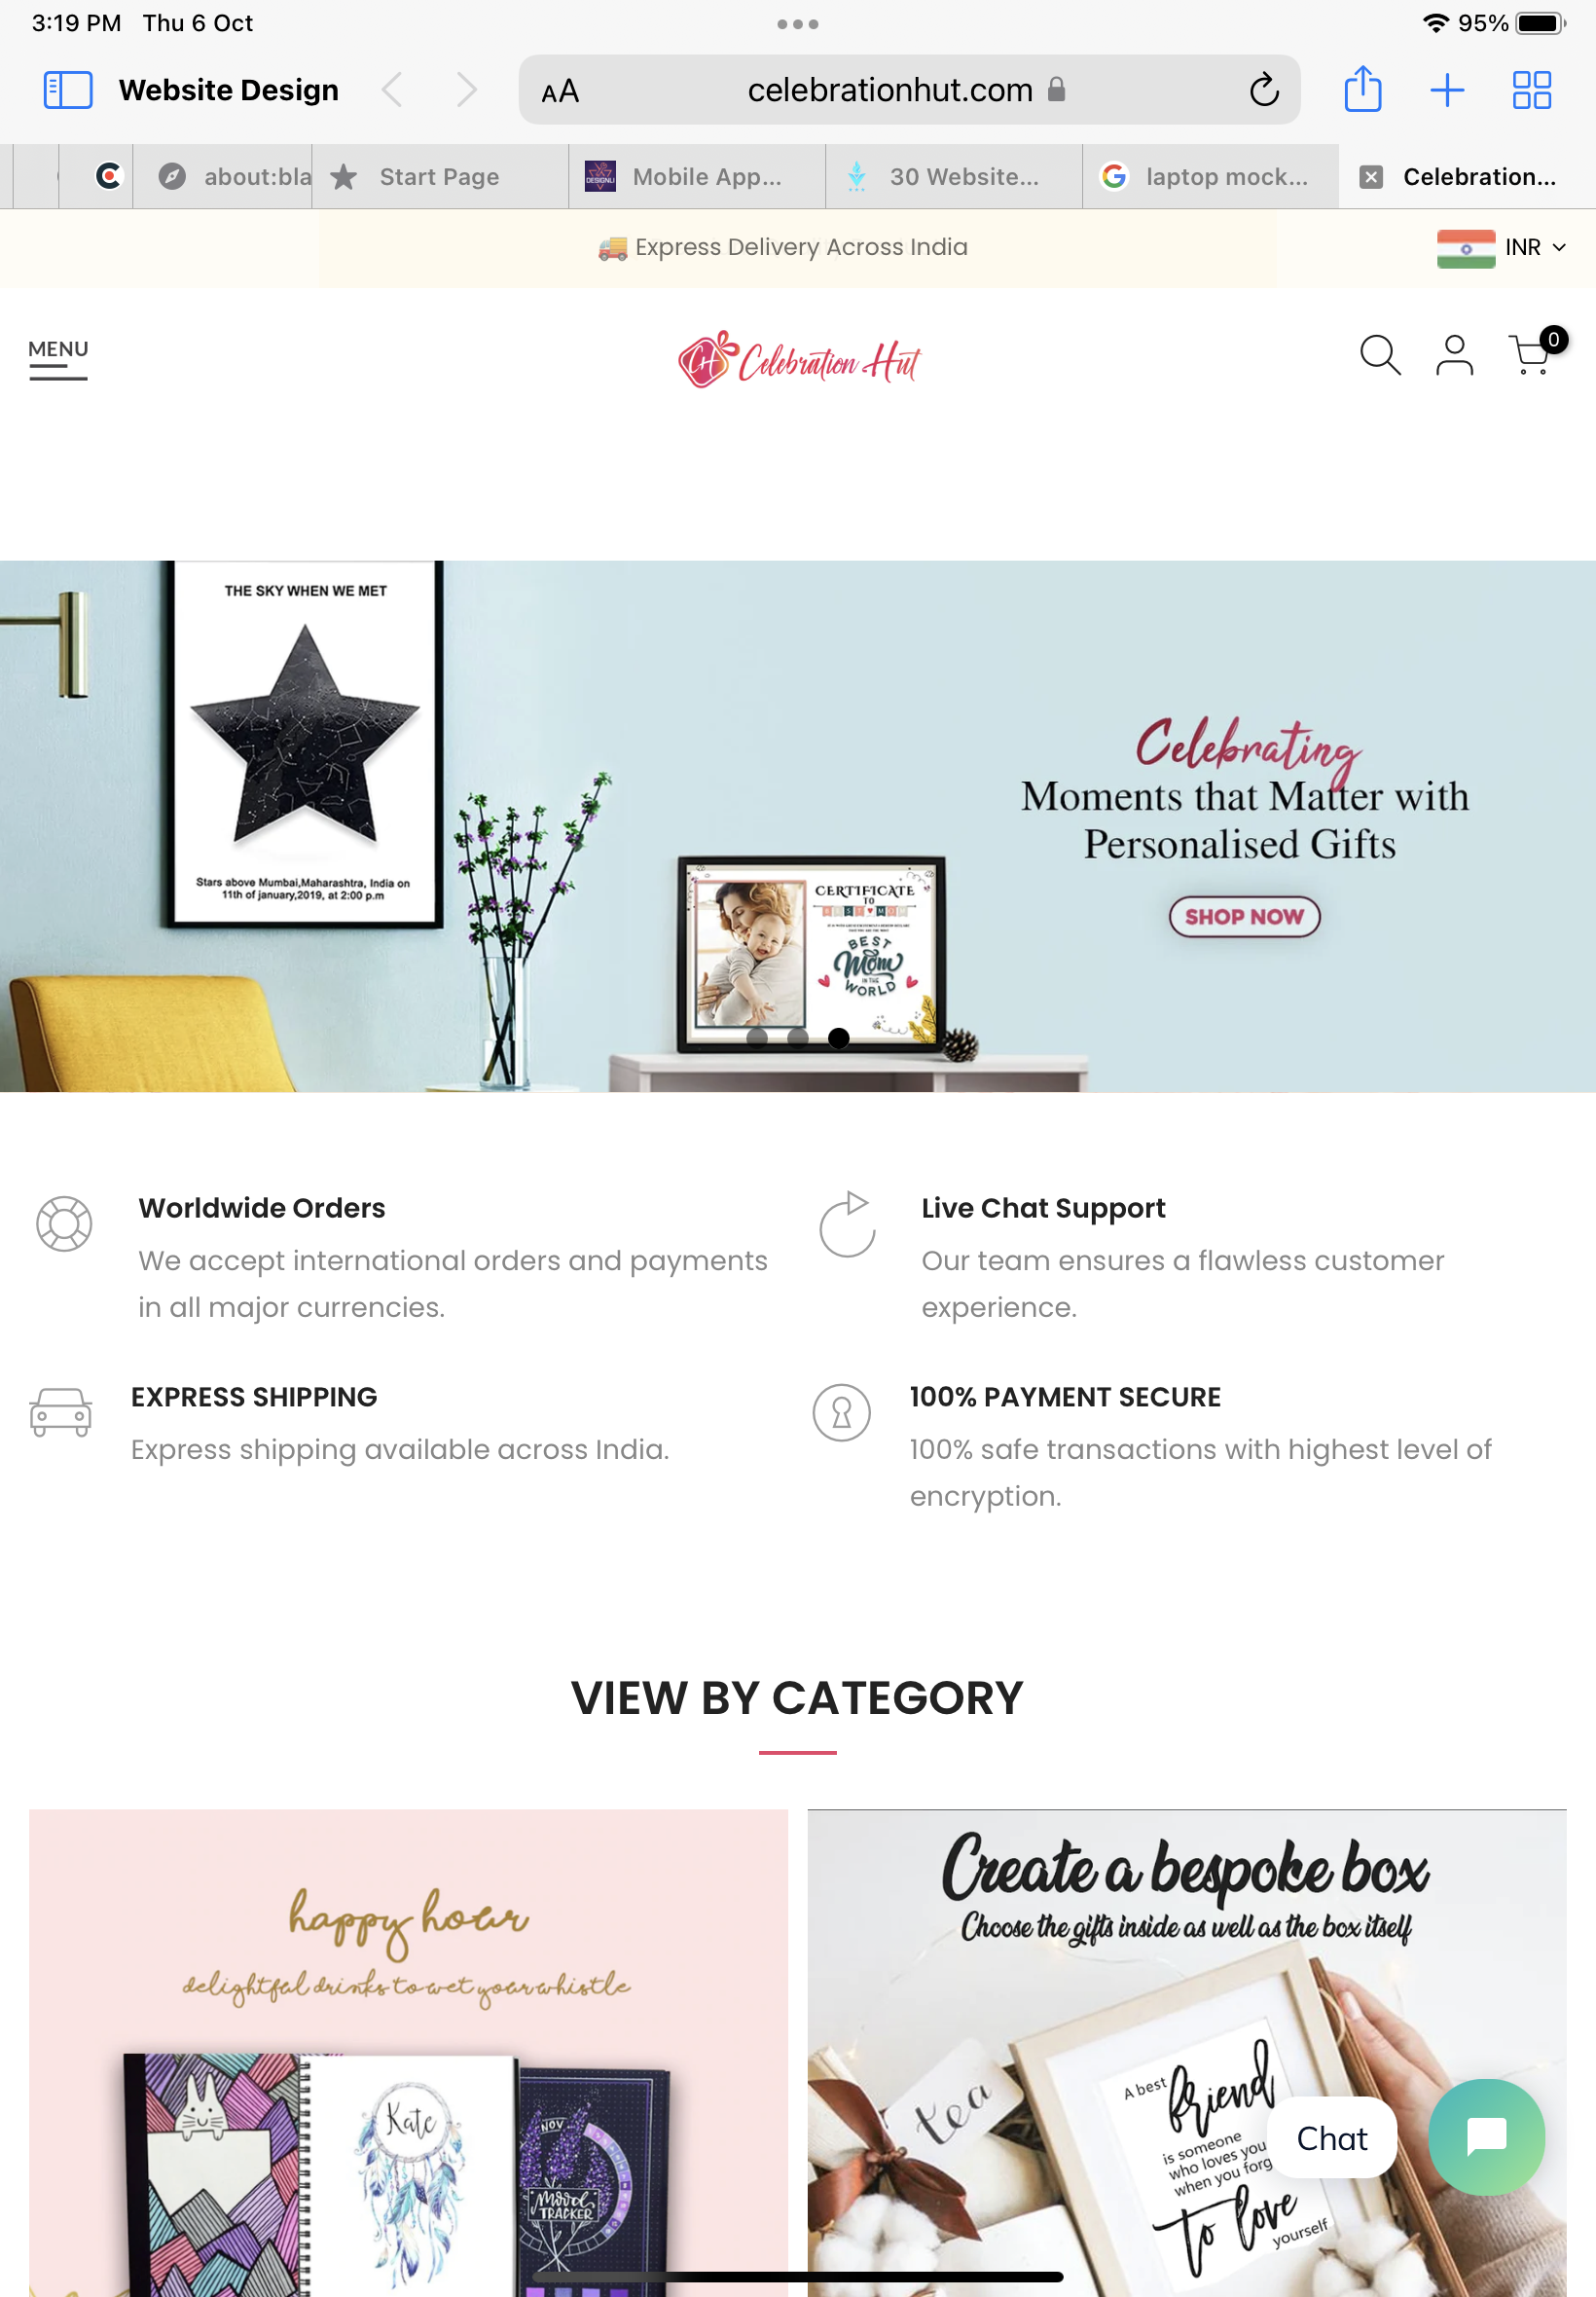 3:19 PM Thu 6 Oct
95%
Website Design
AA
celebrationhut.com
about:bla
Start Page
DESIGNLI
Mobile App...
30 Website...
laptop mock...
Celebration...
🚚 Express Delivery Across India
INR
MENU
CH Celebration Hut
0
THE SKY WHEN WE MET
Stars above Mumbai,Maharashtra, India on
11th of january,2019, at 2:00 p.m
Celebrating
Moments that Matter with
Personalised Gifts
SHOP NOW
CERTIFICATE
TO
BEST MOM
BEST
Mom
IN THE
WORLD
Worldwide Orders
We accept international orders and payments
in all major currencies.
Live Chat Support
Our team ensures a flawless customer
experience.
EXPRESS SHIPPING
Express shipping available across India.
100% PAYMENT SECURE
100% safe transactions with highest level of
encryption.
VIEW BY CATEGORY
happy hour
delightful drinks to wet your whistle
Kate
NOV
mood
TRACKER
Create a bespoke box
Choose the gifts inside as well as the box itself
tea
A best
friend
is someone
who loves you
when you forg
to love
yourself
Chat